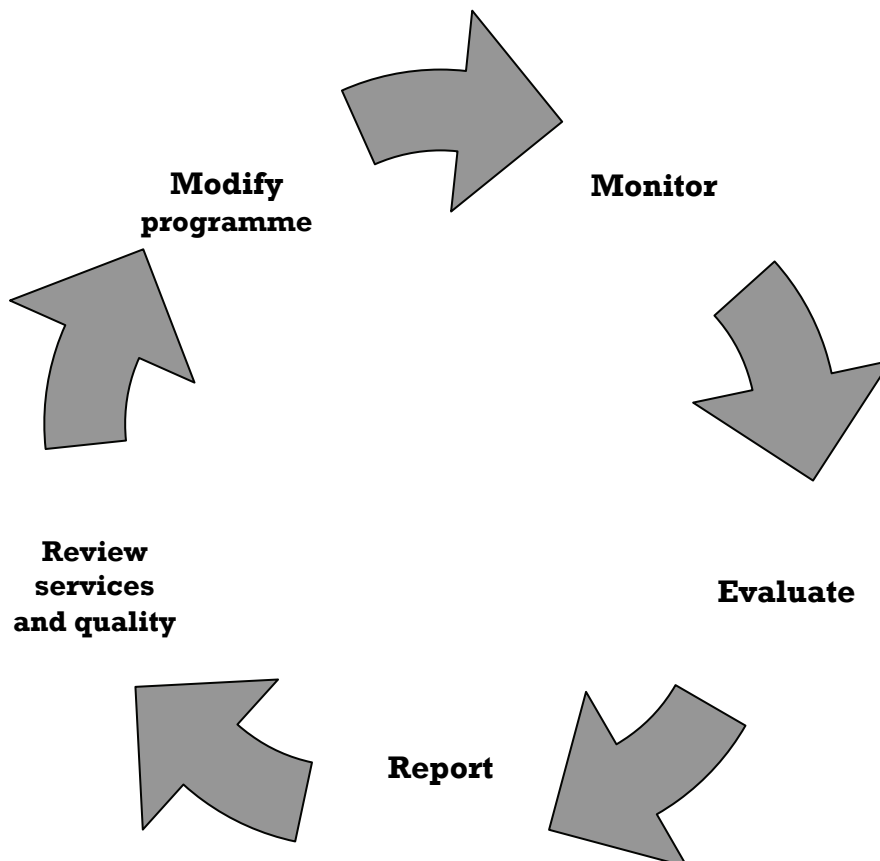 Modify
programme
Monitor
Evaluate
Report
Review
services
and quality